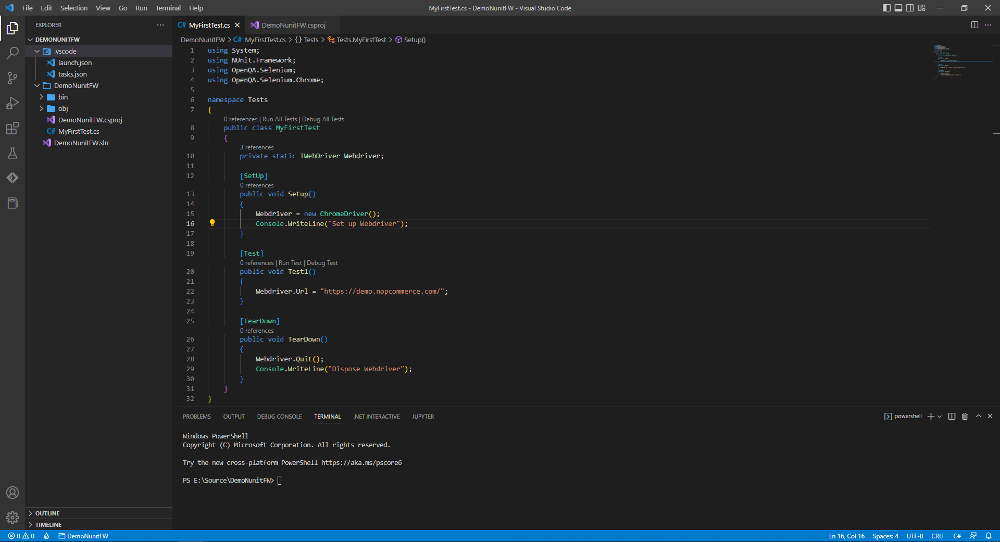 File Edit Selection View Go Run Terminal Help
MyFirstTest.cs - DemoNunitFW - Visual Studio Code
EXPLORER
DEMONUNITFW
.vscode
launch.json
tasks.json
DemoNunitFW
bin
obj
DemoNunitFW.csproj
C# MyFirstTest.cs
DemoNunitFW.sln
OUTLINE
TIMELINE
C# MyFirstTest.cs DemoNunitFW.csproj
DemoNunitFW > C# MyFirstTest.cs > {} Tests > Tests.MyFirstTest > Setup()
1 using System;
2 using NUnit.Framework;
3 using OpenQA.Selenium;
4 using OpenQA.Selenium.Chrome;
5
6 namespace Tests
7 {
0 references | Run All Tests | Debug All Tests
8 public class MyFirstTest
9 {
3 references
10 private static IWebDriver Webdriver;
11
12 [SetUp]
0 references
13 public void Setup()
14 {
15 Webdriver = new ChromeDriver();
16 Console.WriteLine("Set up Webdriver");
17 }
18
19 [Test]
0 references | Run Test | Debug Test
20 public void Test1()
21 {
22 Webdriver.Url = "https://demo.nopcommerce.com/";
23 }
24
25 [TearDown]
0 references
26 public void TearDown()
27 {
28 Webdriver.Quit();
29 Console.WriteLine("Dispose Webdriver");
30 }
31 }
32 }
PROBLEMS OUTPUT DEBUG CONSOLE TERMINAL .NET INTERACTIVE JUPYTER
powershell
Windows PowerShell
Copyright (C) Microsoft Corporation. All rights reserved.
Try the new cross-platform PowerShell https://aka.ms/pscore6
PS E:\Source\DemoNunitFW>
0 0 DemoNunitFW
Ln 16, Col 16 Spaces: 4 UTF-8 CRLF C#